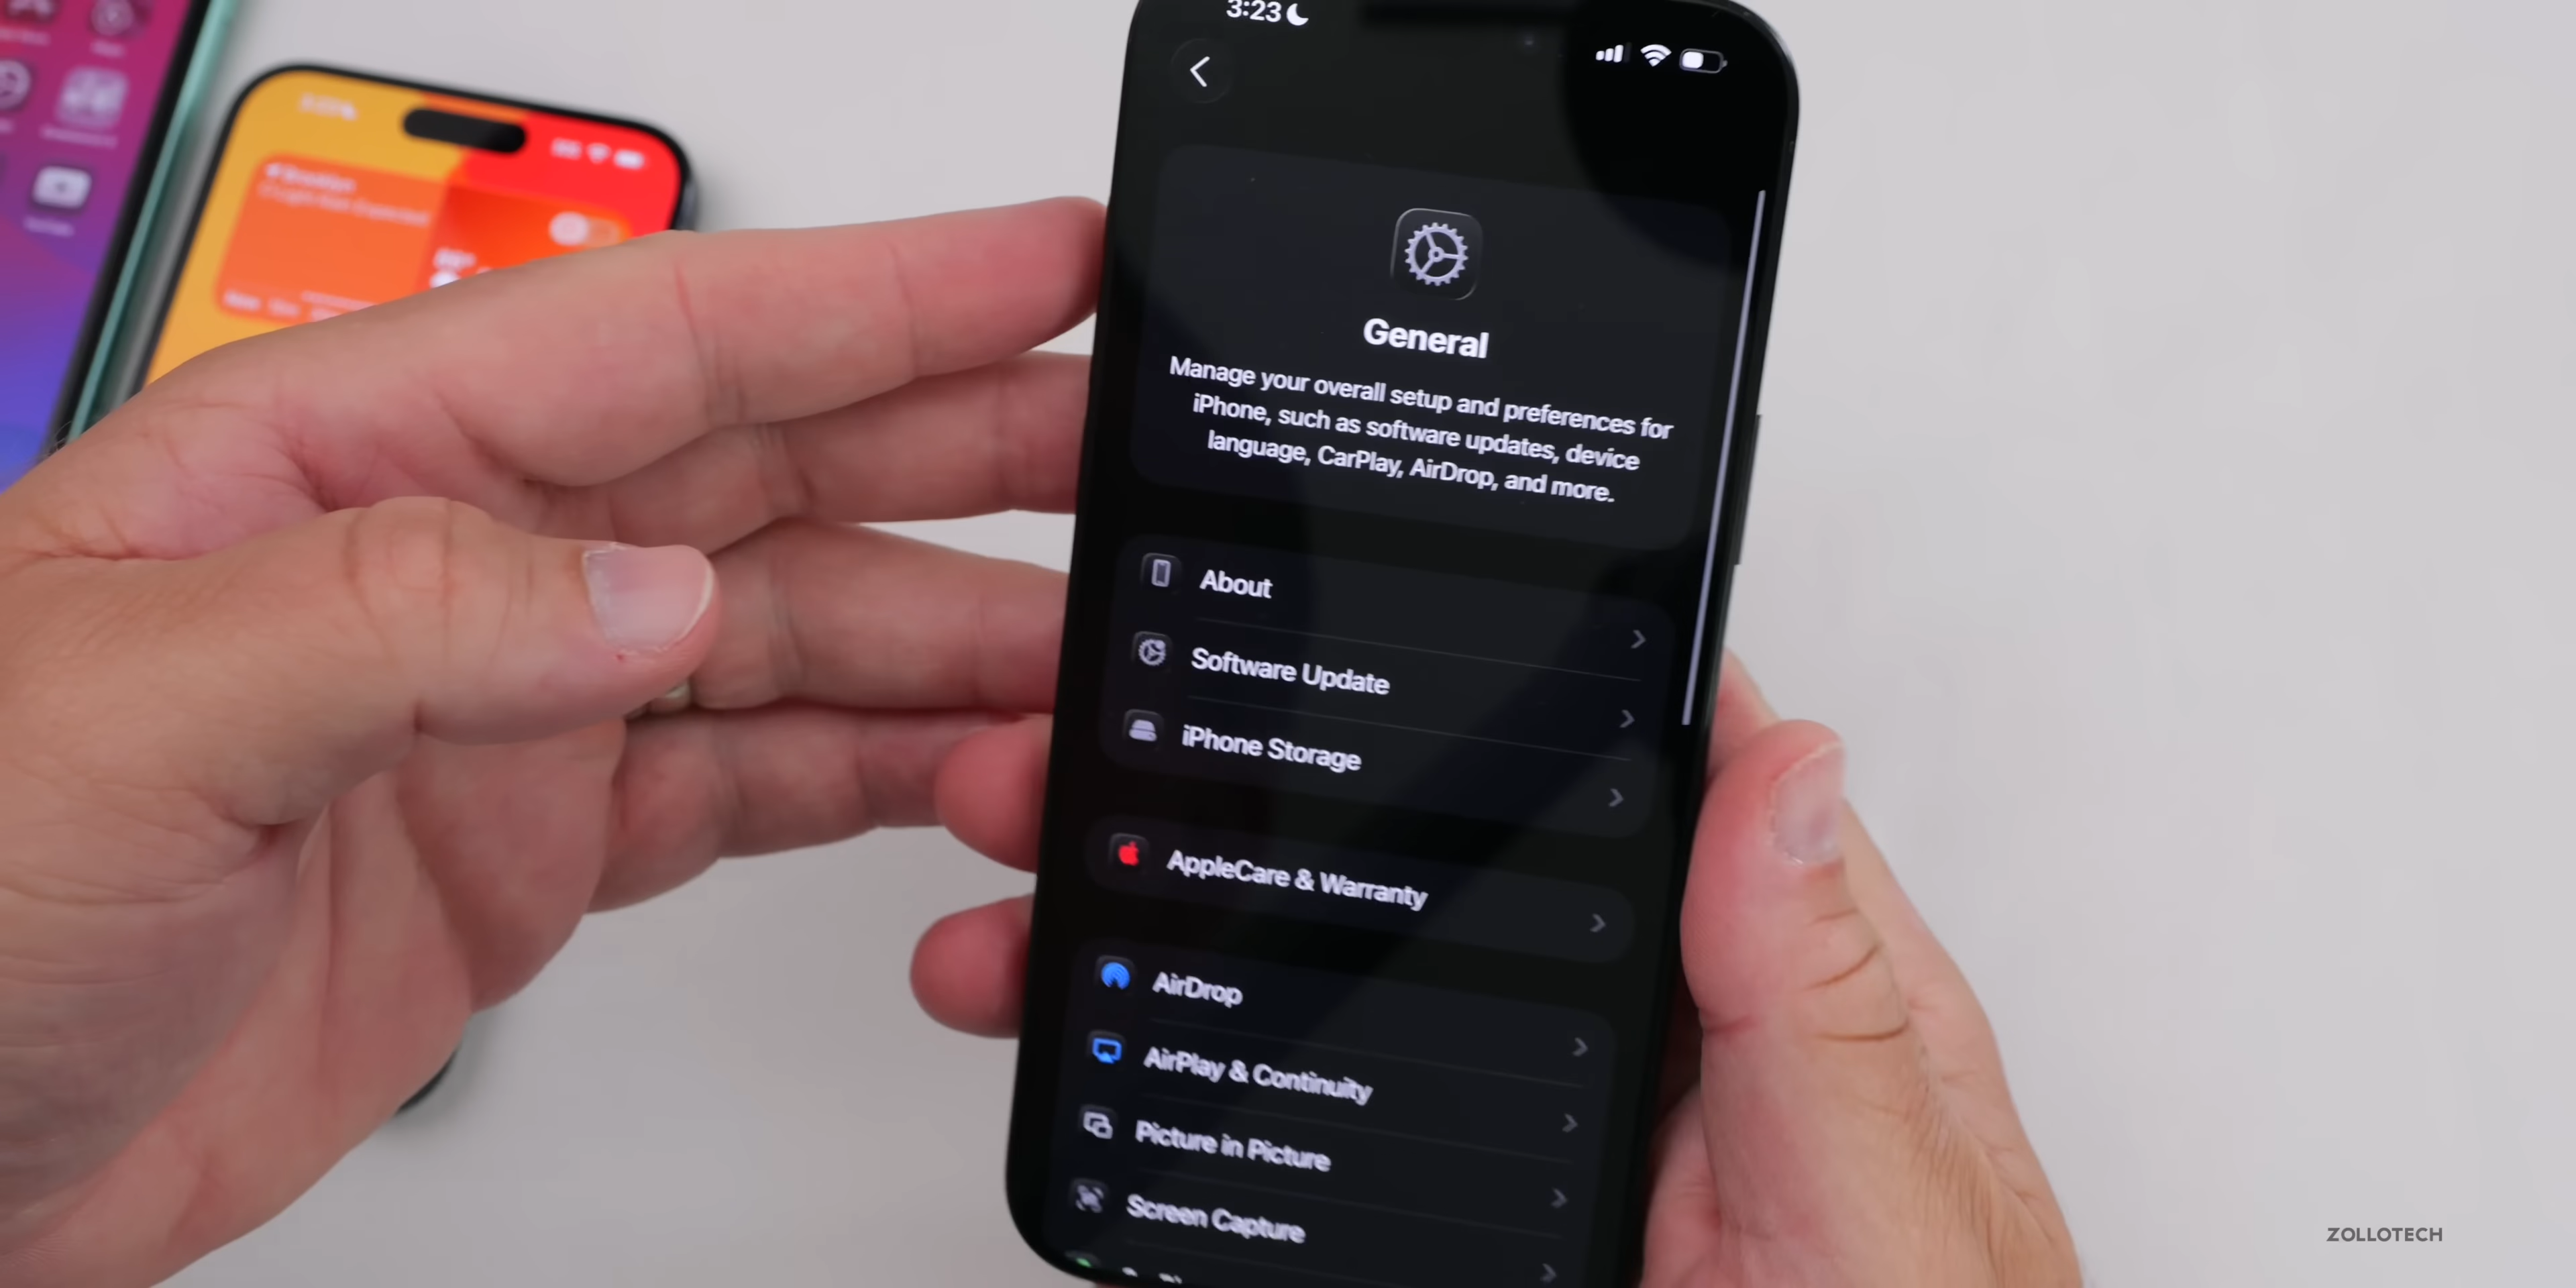 3:23
General
Manage your overall setup and preferences for
iPhone, such as software updates, device
language, CarPlay, AirDrop, and more.
About
Software Update
iPhone Storage
AppleCare & Warranty
AirDrop
AirPlay & Continuity
Picture in Picture
Screen Capture
ZOLLOTECH